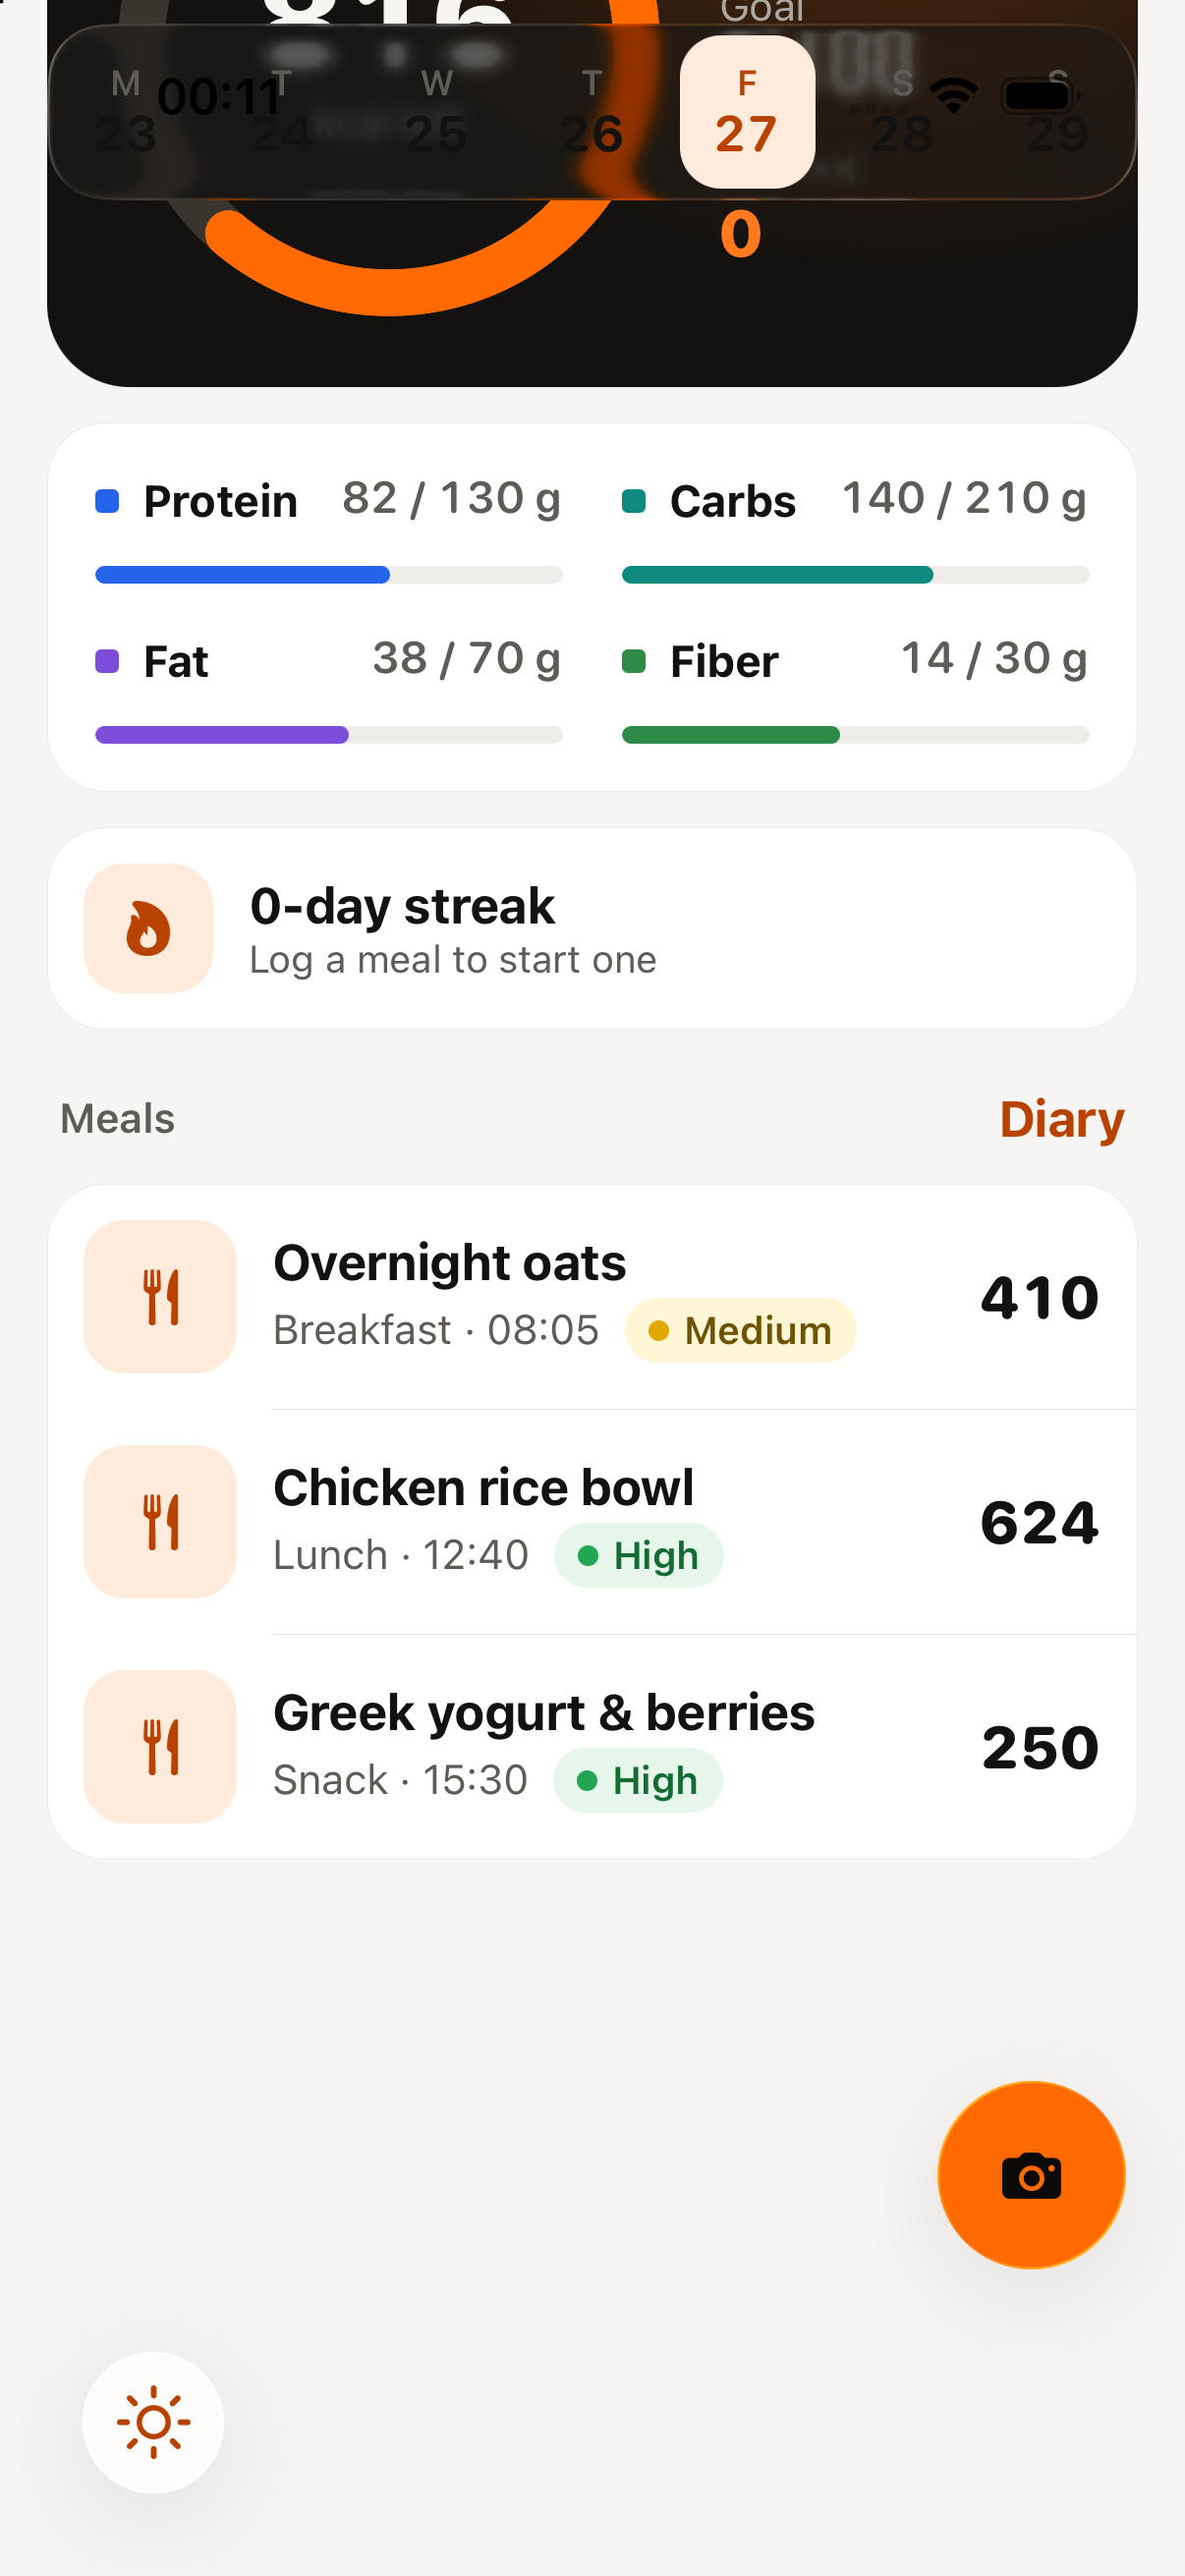 816
Goal
00:11
M T W T F S S
23 24 25 26 27 28 29
0
Protein 82 / 130 g
Carbs 140 / 210 g
Fat 38 / 70 g
Fiber 14 / 30 g
0-day streak
Log a meal to start one
Meals
Diary
Overnight oats
Breakfast · 08:05 Medium
410
Chicken rice bowl
Lunch · 12:40 High
624
Greek yogurt & berries
Snack · 15:30 High
250